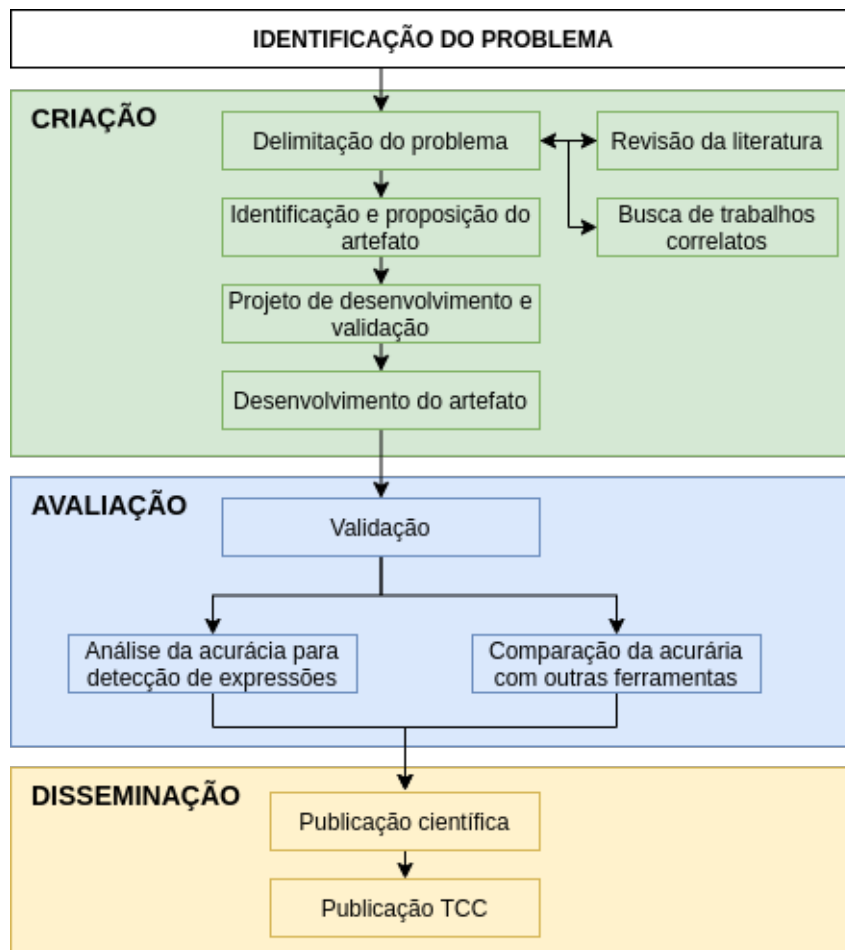 IDENTIFICAÇÃO DO PROBLEMA
CRIAÇÃO
Delimitação do problema
Revisão da literatura
Identificação e proposição do
artefato
Busca de trabalhos
correlatos
Projeto de desenvolvimento e
validação
Desenvolvimento do artefato
AVALIAÇÃO
Validação
Análise da acurácia para
detecção de expressões
Comparação da acurária
com outras ferramentas
DISSEMINAÇÃO
Publicação científica
Publicação TCC